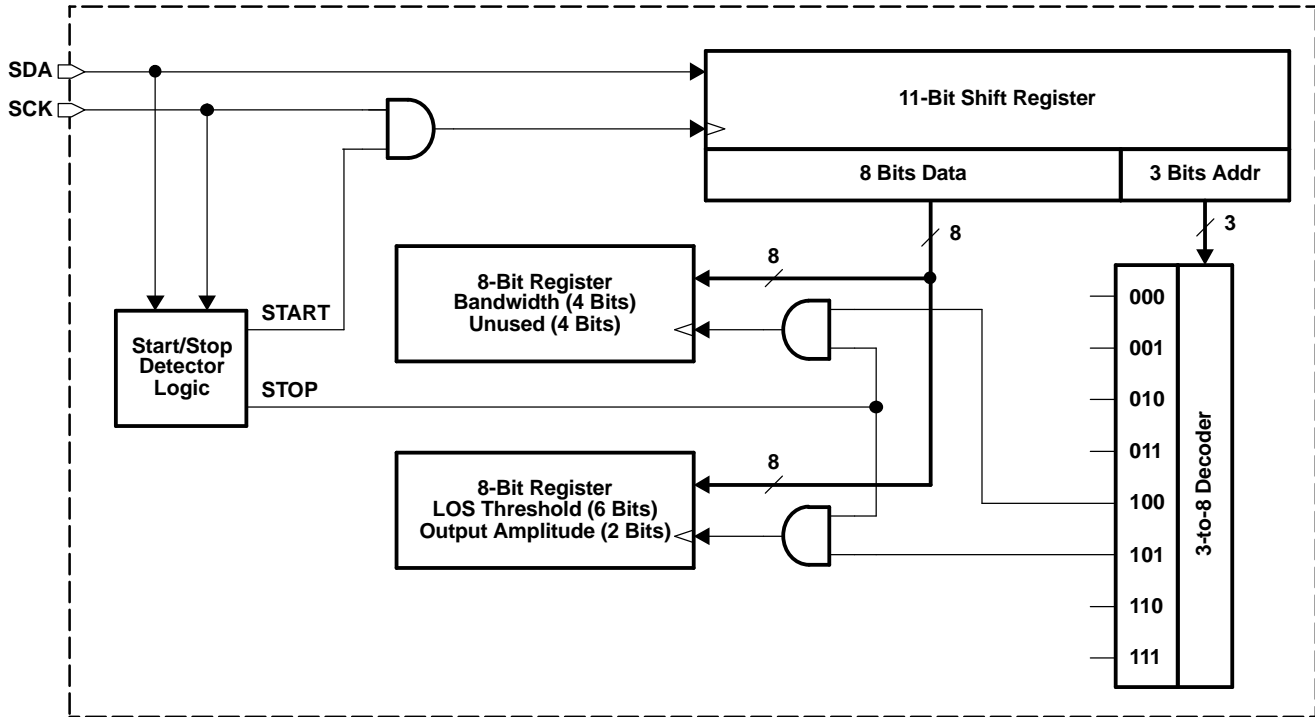 SDA
SCK
11-Bit Shift Register
8 Bits Data
3 Bits Addr
8
3
8-Bit Register
Bandwidth (4 Bits)
Unused (4 Bits)
8
START
Start/Stop
Detector
Logic
STOP
8-Bit Register
LOS Threshold (6 Bits)
Output Amplitude (2 Bits)
8
000
001
010
011
100
101
110
111
3-to-8 Decoder